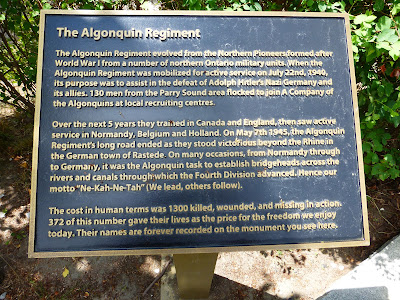 The Algonquin Regiment
The Algonquin Regiment evolved from the Northern Pioneers formed after
World War I from a number of northern Ontario military units. When the
Algonquin Regiment was mobilized for active service on July 22nd, 1940,
its purpose was to assist in the defeat of Adolph Hitler's Nazi Germany and
its allies. 130 men from the Parry Sound area flocked to join A Company of
the Algonquins at local recruiting centres.
Over the next 5 years they trained in Canada and England, then saw active
service in Normandy, Belgium and Holland. On May 7th 1945, the Algonquin
Regiment's long road ended as they stood victorious beyond the Rhine in
the German town of Rastede. On many occasions, from Normandy through
to Germany, it was the Algonquin task to establish bridgeheads across the
rivers and canals through which the Fourth Division advanced. Hence our
motto "Ne-Kah-Ne-Tah" (We lead, others follow).
The cost in human terms was 1300 killed, wounded, and missing in action.
372 of this number gave their lives as the price for the freedom we enjoy
today. Their names are forever recorded on the monument you see here.